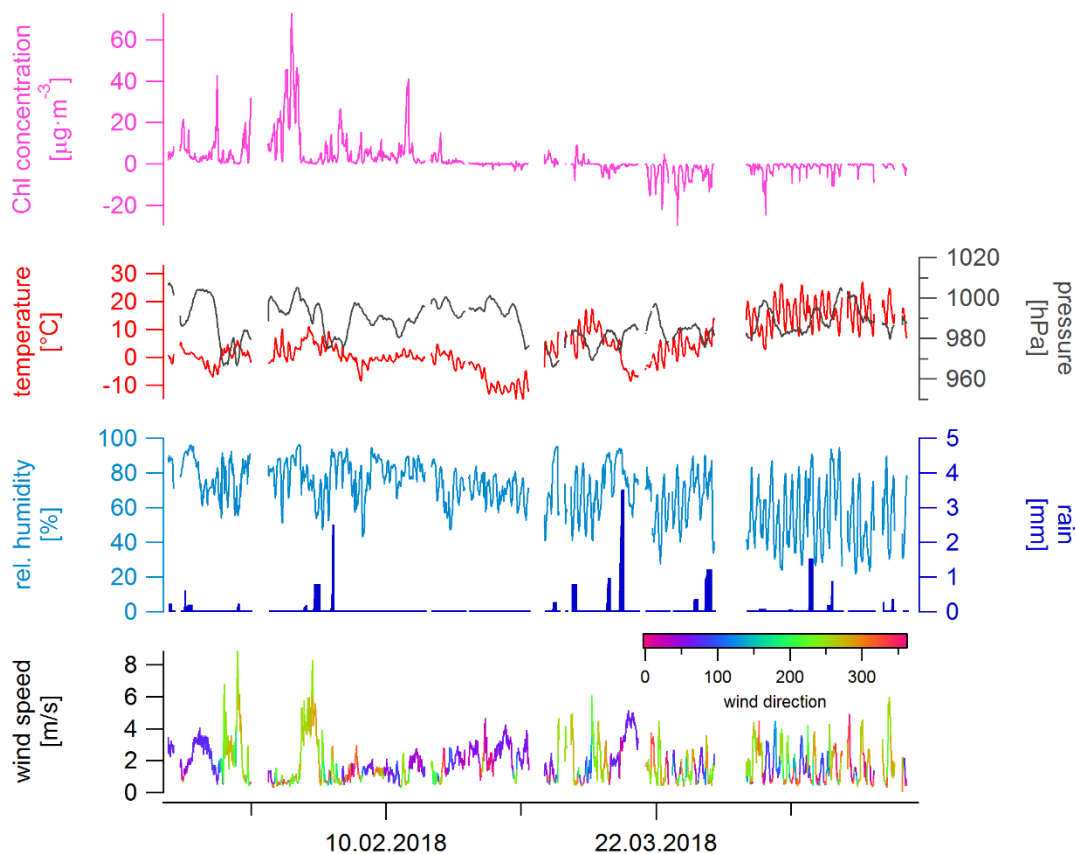 Chl concentration
[µg·m⁻³]
60
40
20
0
-20
temperature
[°C]
30
20
10
0
-10
1020
1000
980
960
pressure
[hPa]
rel. humidity
[%]
100
80
60
40
20
0
5
4
3
2
1
0
rain
[mm]
wind speed
[m/s]
8
6
4
2
0
0 100 200 300
wind direction
10.02.2018 22.03.2018